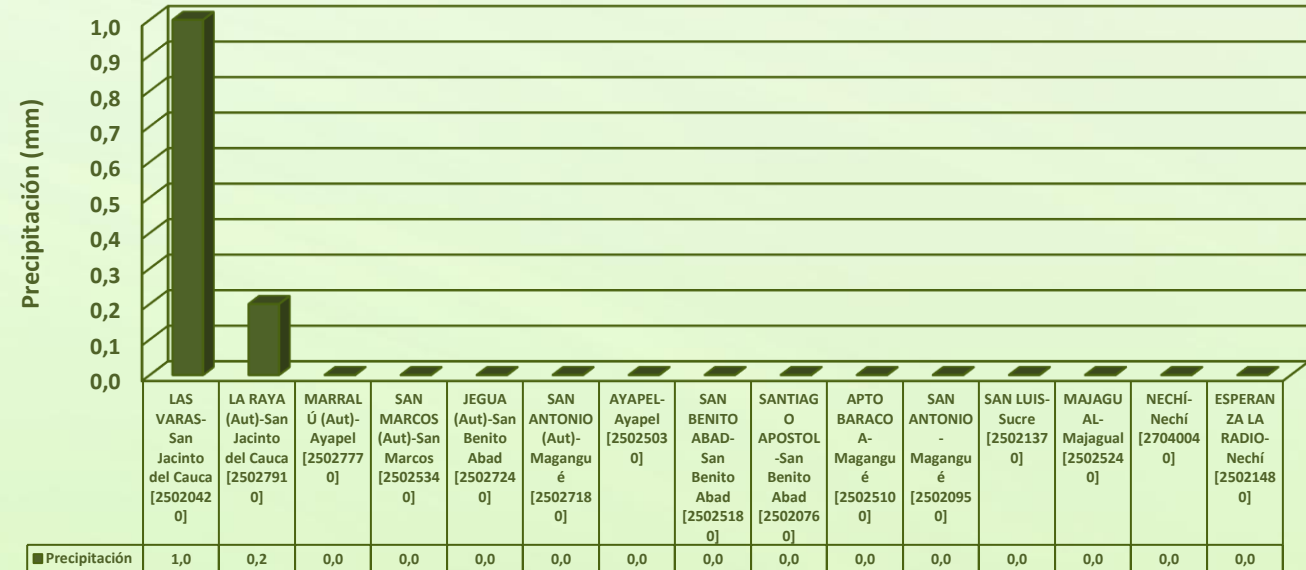 Precipitación (mm)
1,0
0,9
0,8
0,7
0,6
0,5
0,4
0,3
0,2
0,1
0,0
LAS
VARAS-
San
Jacinto
del Cauca
[2502042
0]
LA RAYA
(Aut)-San
Jacinto
del Cauca
[2502791
0]
MARRAL
Ú (Aut)-
Ayapel
[2502777
0]
SAN
MARCOS
(Aut)-San
Marcos
[2502534
0]
JEGUA
(Aut)-San
Benito
Abad
[2502724
0]
SAN
ANTONIO
(Aut)-
Magangu
é
[2502718
0]
AYAPEL-
Ayapel
[2502503
0]
SAN
BENITO
ABAD-
San
Benito
Abad
[2502518
0]
SANTIAG
O
APOSTOL
-San
Benito
Abad
[2502076
0]
APTO
BARACO
A-
Magangu
é
[2502510
0]
SAN
ANTONIO
-
Magangu
é
[2502095
0]
SAN LUIS-
Sucre
[2502137
0]
MAJAGU
AL-
Majagual
[2502524
0]
NECHÍ-
Nechí
[2704004
0]
ESPERAN
ZA LA
RADIO-
Nechí
[2502148
0]
Precipitación 1,0 0,2 0,0 0,0 0,0 0,0 0,0 0,0 0,0 0,0 0,0 0,0 0,0 0,0 0,0